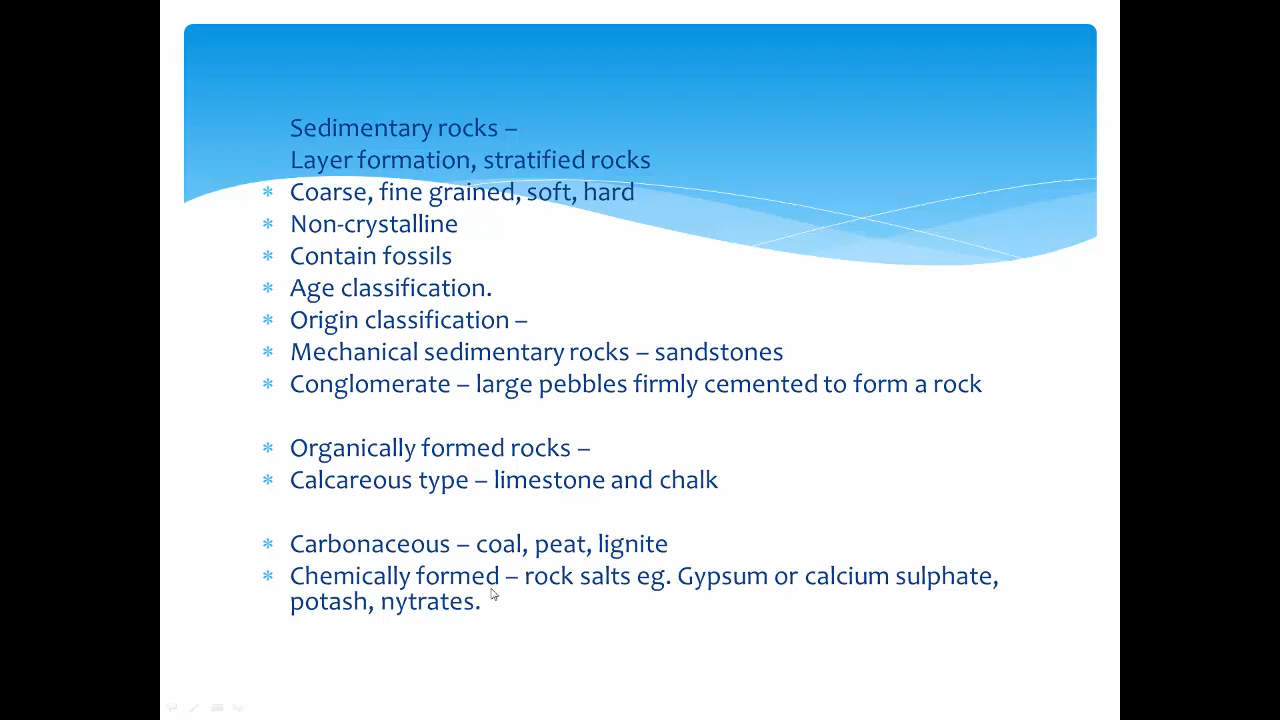 Sedimentary rocks –
Layer formation, stratified rocks
* Coarse, fine grained, soft, hard
* Non-crystalline
* Contain fossils
* Age classification.
* Origin classification –
* Mechanical sedimentary rocks – sandstones
* Conglomerate – large pebbles firmly cemented to form a rock
* Organically formed rocks –
* Calcareous type – limestone and chalk
* Carbonaceous – coal, peat, lignite
* Chemically formed – rock salts eg. Gypsum or calcium sulphate,
potash, nytrates.